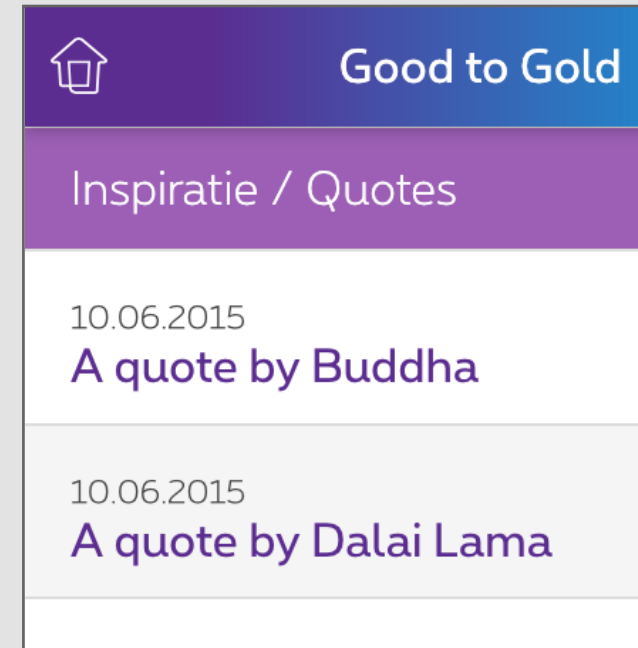 Good to Gold
Inspiratie / Quotes
10.06.2015
A quote by Buddha
10.06.2015
A quote by Dalai Lama